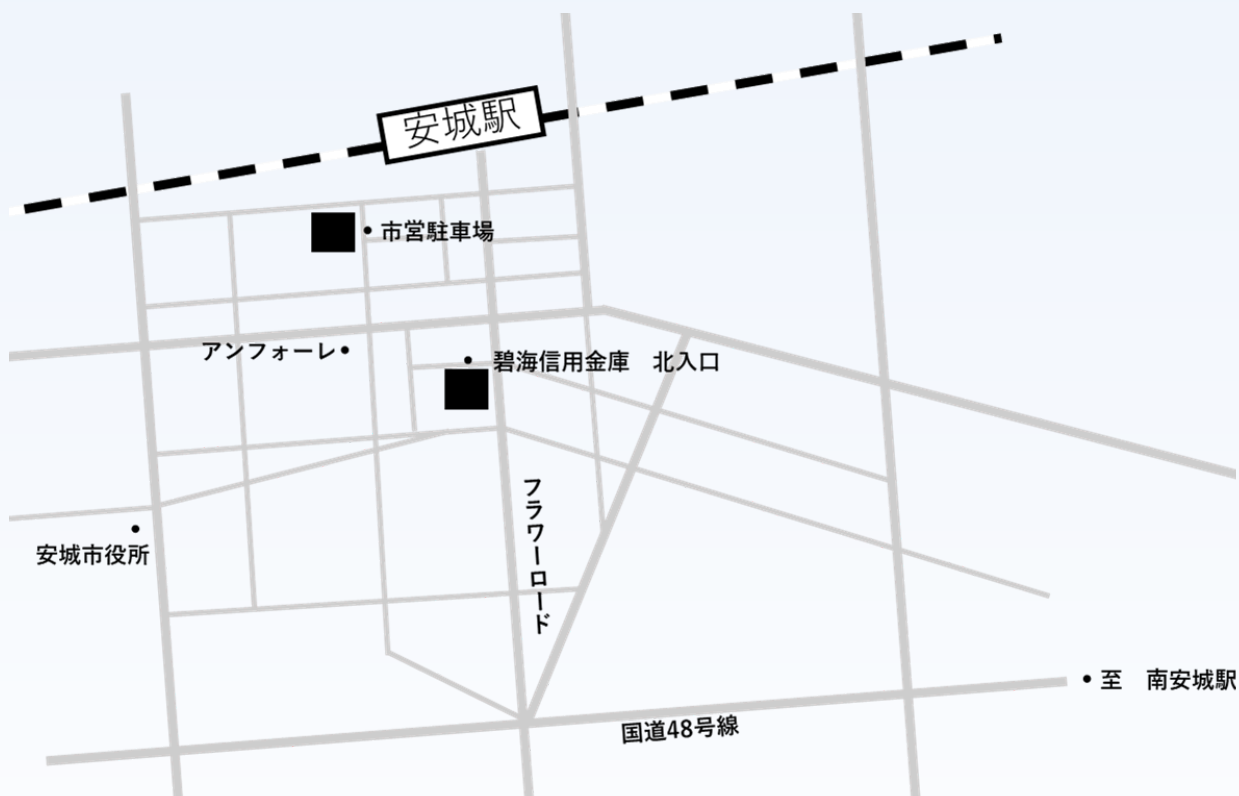 安城駅
•市営駐車場
アンフォーレ•
• 碧海信用金庫　北入口
フラワーロード
•
安城市役所
•至　南安城駅
国道48号線